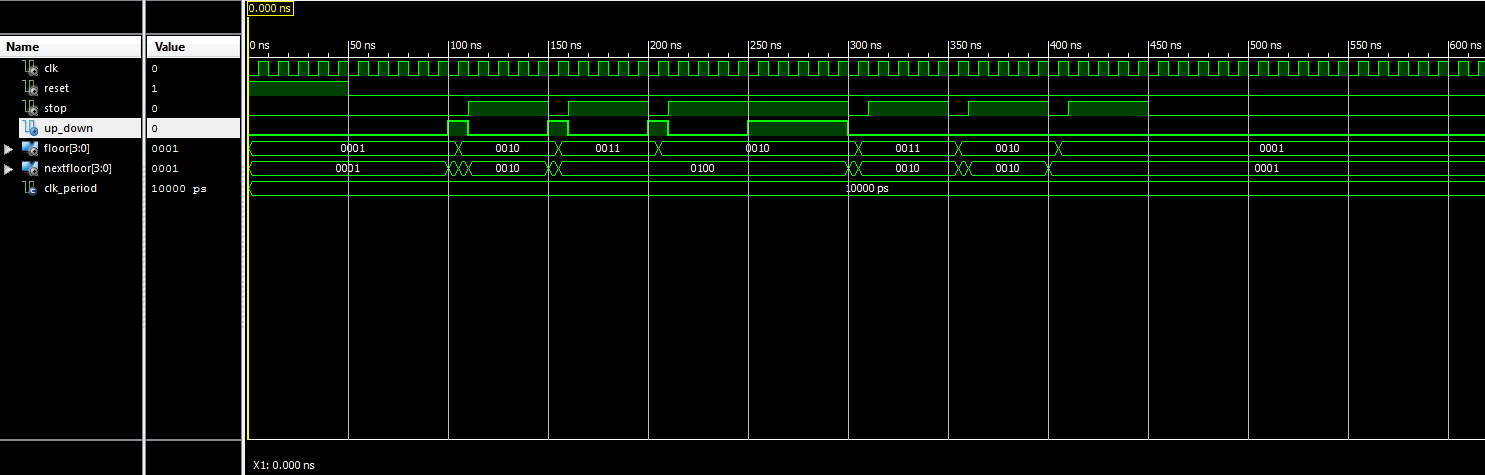 0.000 ns
Name Value 0 ns 50 ns 100 ns 150 ns 200 ns 250 ns 300 ns 350 ns 400 ns 450 ns 500 ns 550 ns 600 ns
clk 0
reset 1
stop 0
up_down 0
floor[3:0] 0001 0001 0010 0011 0010 0011 0010 0001
nextfloor[3:0] 0001 0001 0010 0100 0010 0010 0001
clk_period 10000 ps 10000 ps
X1: 0.000 ns